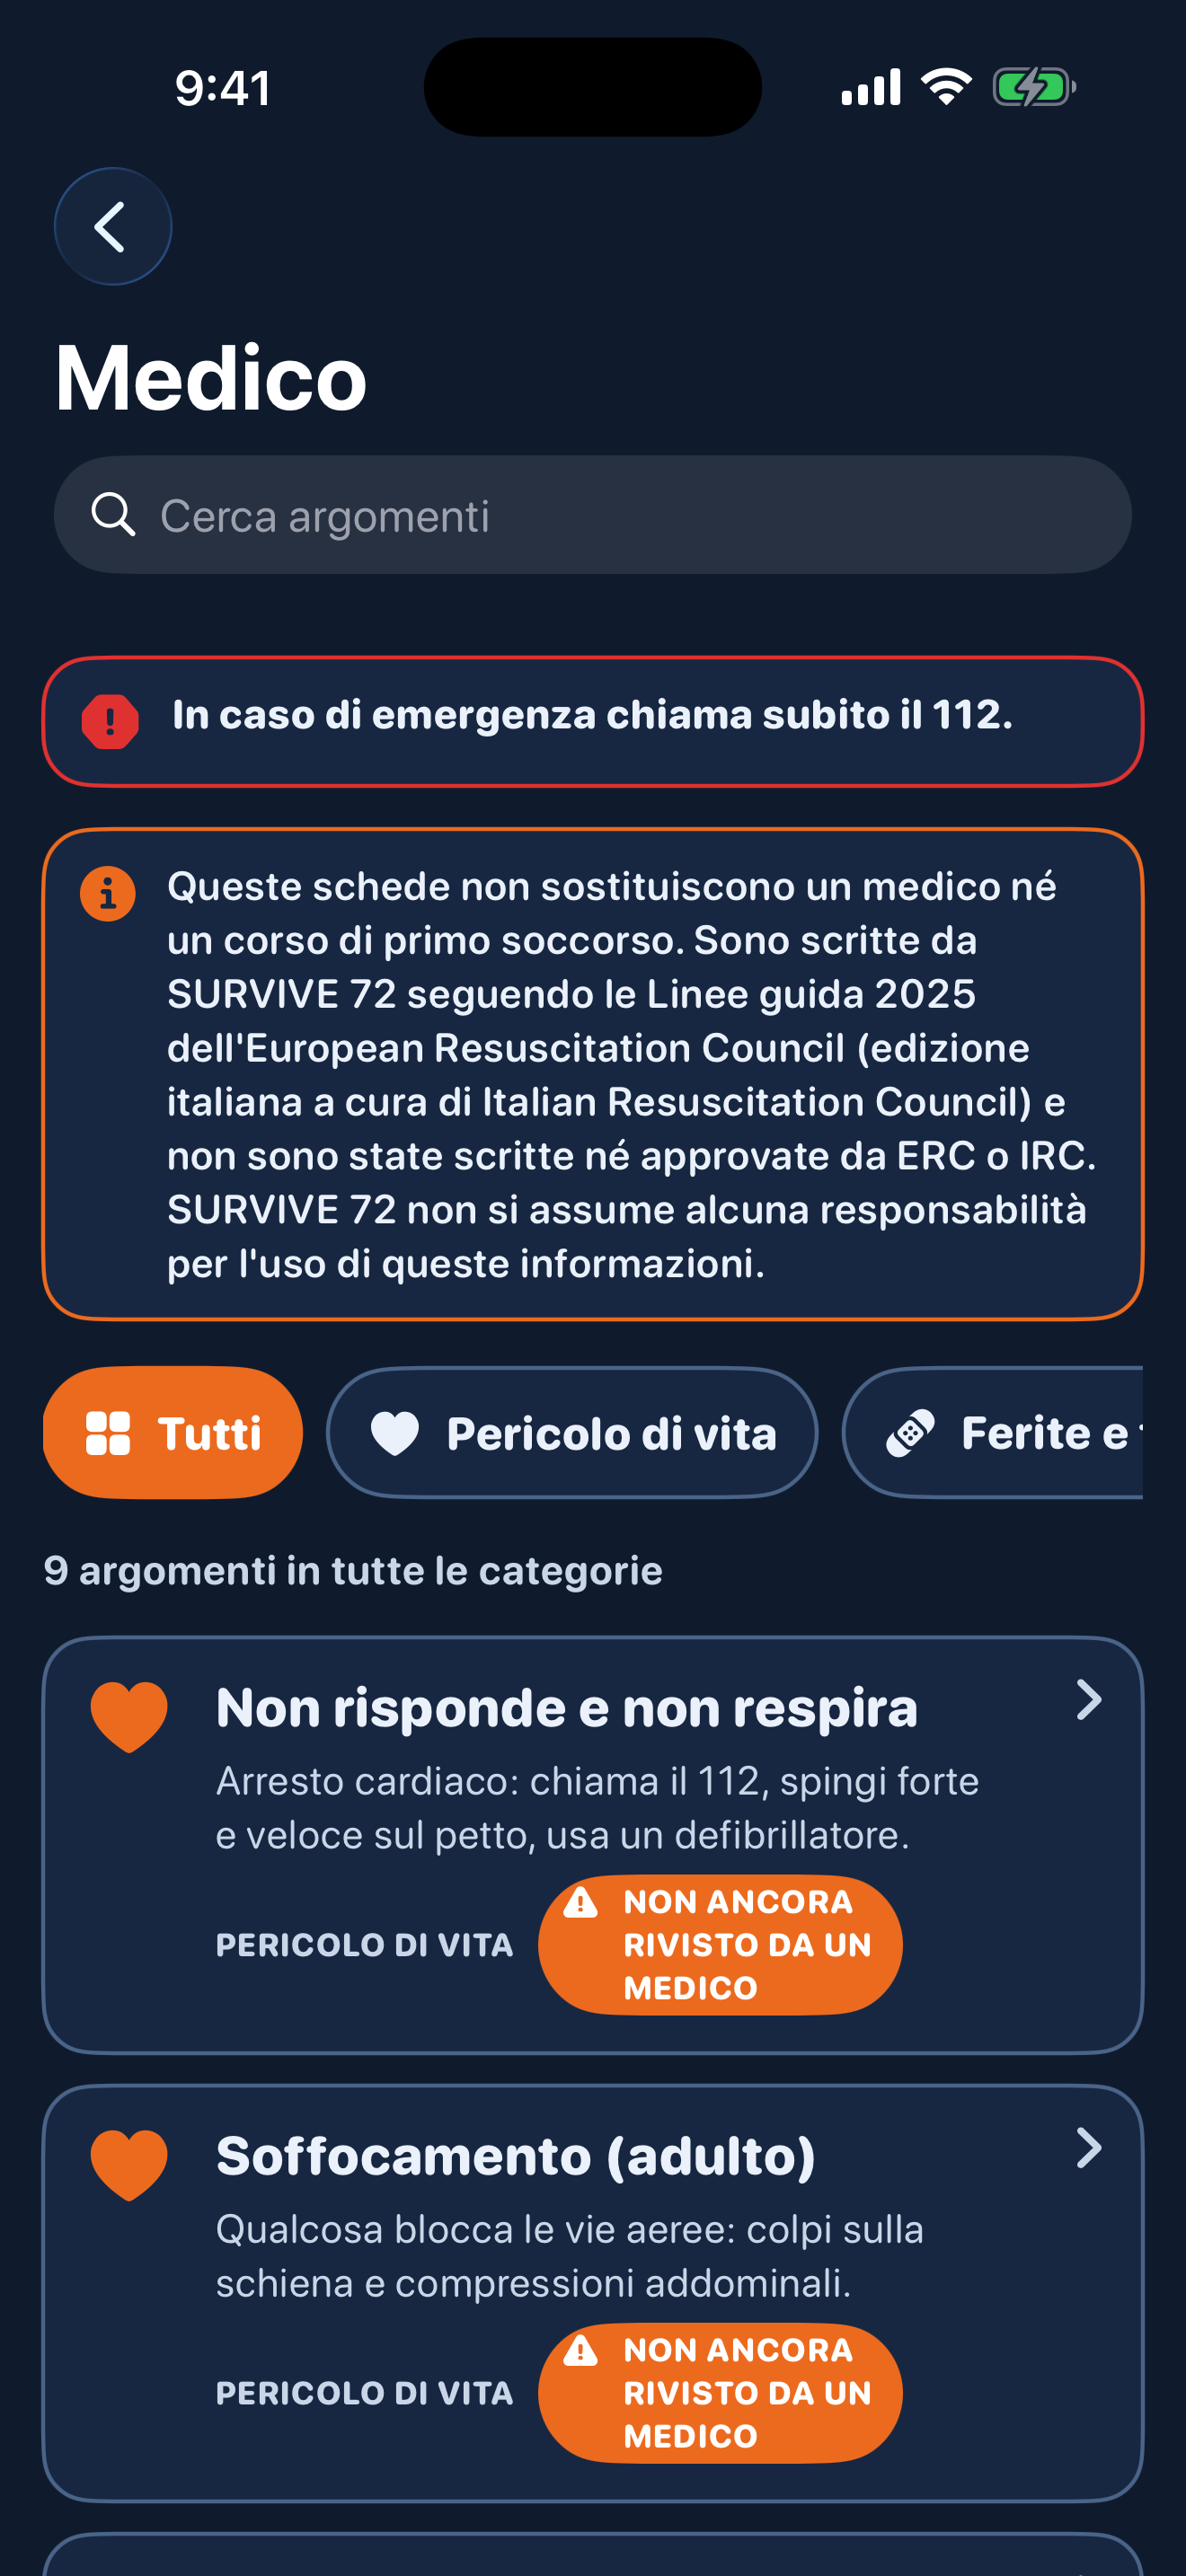 9:41
Medico
Cerca argomenti
In caso di emergenza chiama subito il 112.
Queste schede non sostituiscono un medico né
un corso di primo soccorso. Sono scritte da
SURVIVE 72 seguendo le Linee guida 2025
dell'European Resuscitation Council (edizione
italiana a cura di Italian Resuscitation Council) e
non sono state scritte né approvate da ERC o IRC.
SURVIVE 72 non si assume alcuna responsabilità
per l'uso di queste informazioni.
Tutti
Pericolo di vita
Ferite e
9 argomenti in tutte le categorie
Non risponde e non respira
Arresto cardiaco: chiama il 112, spingi forte
e veloce sul petto, usa un defibrillatore.
PERICOLO DI VITA
NON ANCORA
RIVISTO DA UN
MEDICO
Soffocamento (adulto)
Qualcosa blocca le vie aeree: colpi sulla
schiena e compressioni addominali.
PERICOLO DI VITA
NON ANCORA
RIVISTO DA UN
MEDICO